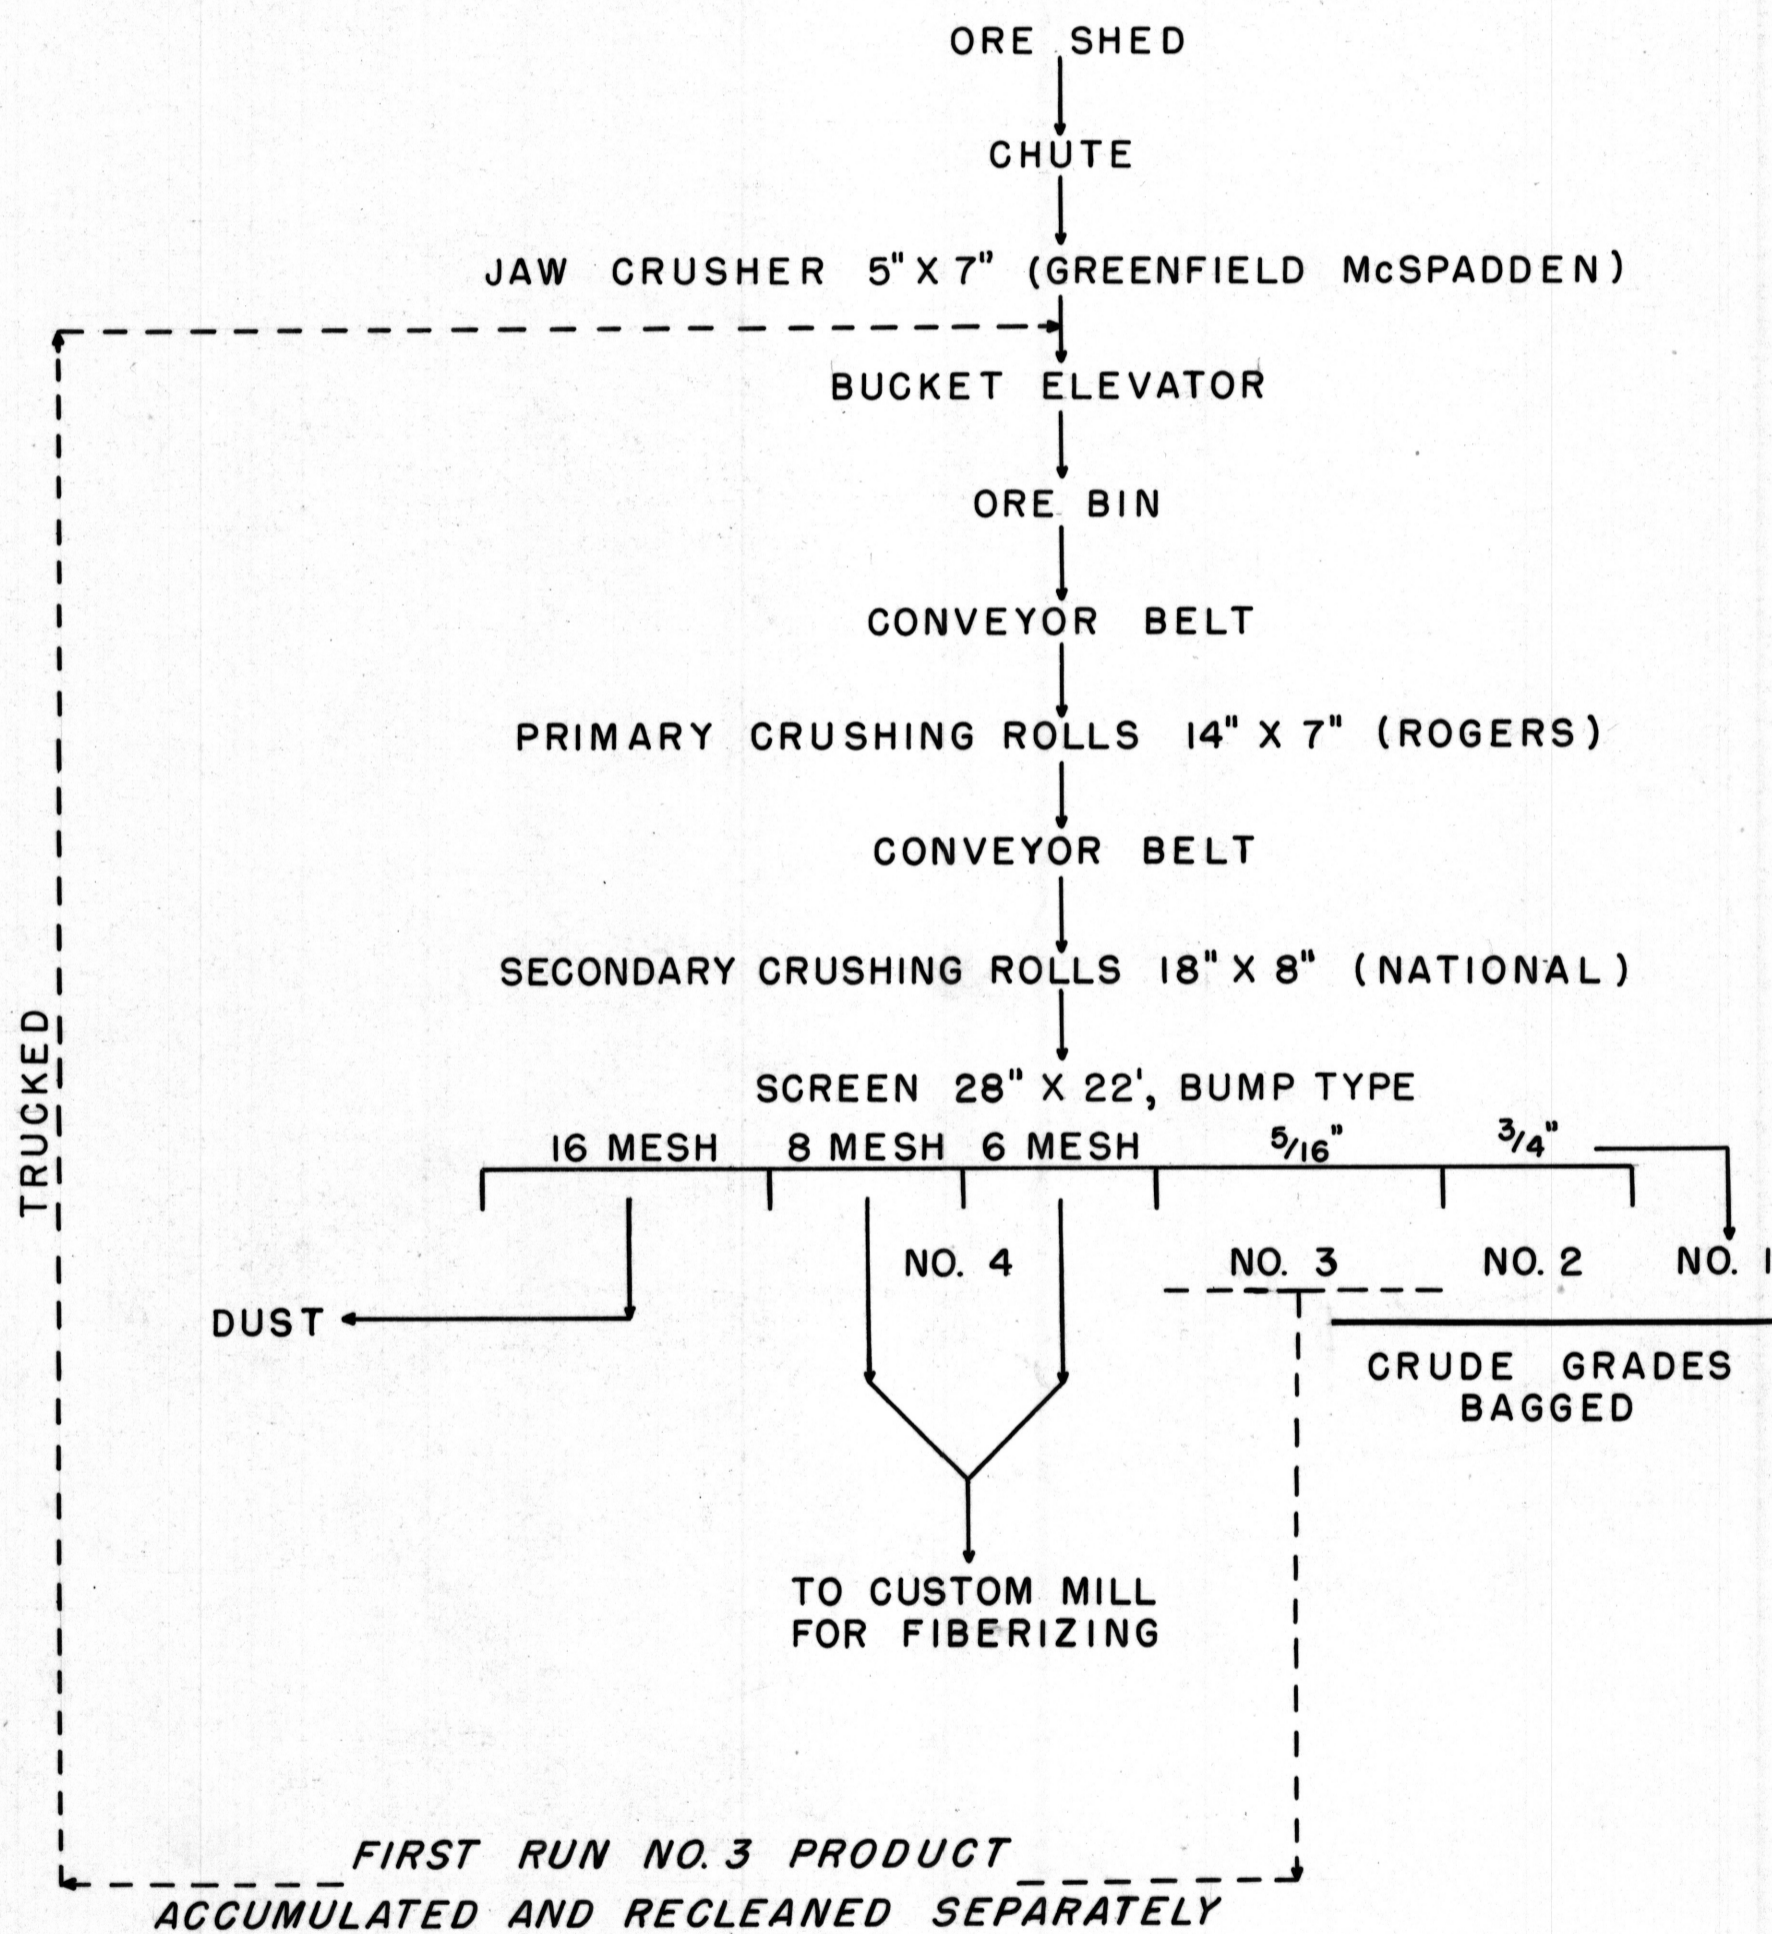 ORE SHED
CHUTE
JAW CRUSHER 5" X 7" (GREENFIELD McSPADDEN)
BUCKET ELEVATOR
ORE BIN
CONVEYOR BELT
PRIMARY CRUSHING ROLLS 14" X 7" (ROGERS)
CONVEYOR BELT
SECONDARY CRUSHING ROLLS 18" X 8" (NATIONAL)
TRUCKED
SCREEN 28" X 22', BUMP TYPE
16 MESH 8 MESH 6 MESH 5/16" 3/4"
NO. 4 NO. 3 NO. 2 NO. 1
DUST
CRUDE GRADES
BAGGED
TO CUSTOM MILL
FOR FIBERIZING
FIRST RUN NO. 3 PRODUCT
ACCUMULATED AND RECLEANED SEPARATELY